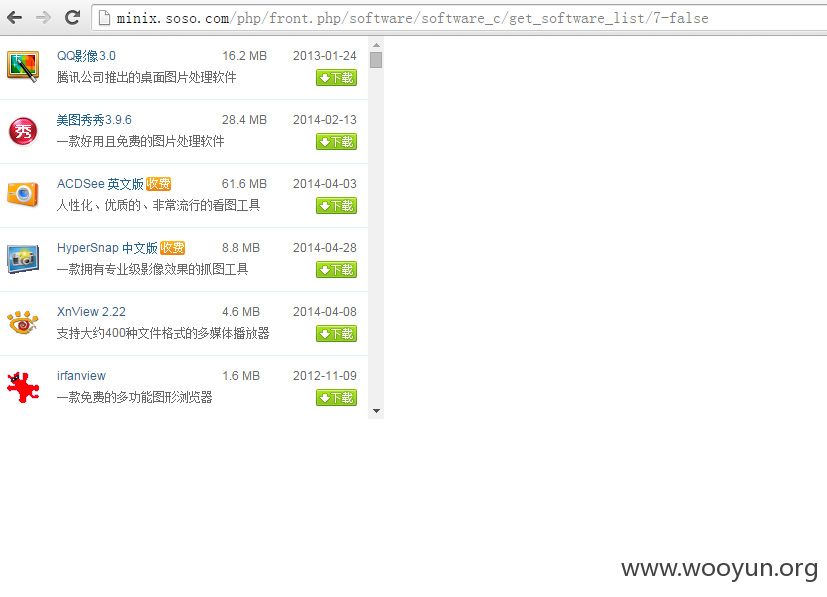 minix.soso.com/php/front.php/software/software_c/get_software_list/7-false
QQ影像3.0 16.2 MB 2013-01-24
腾讯公司推出的桌面图片处理软件 下载
美图秀秀3.9.6 28.4 MB 2014-02-13
秀
一款好用且免费的图片处理软件 下载
ACDSee 英文版 收费 61.6 MB 2014-04-03
人性化、优质的、非常流行的看图工具 下载
HyperSnap 中文版 收费 8.8 MB 2014-04-28
一款拥有专业级影像效果的抓图工具 下载
XnView 2.22 4.6 MB 2014-04-08
支持大约400种文件格式的多媒体播放器 下载
irfanview 1.6 MB 2012-11-09
一款免费的多功能图形浏览器 下载
www.wooyun.org